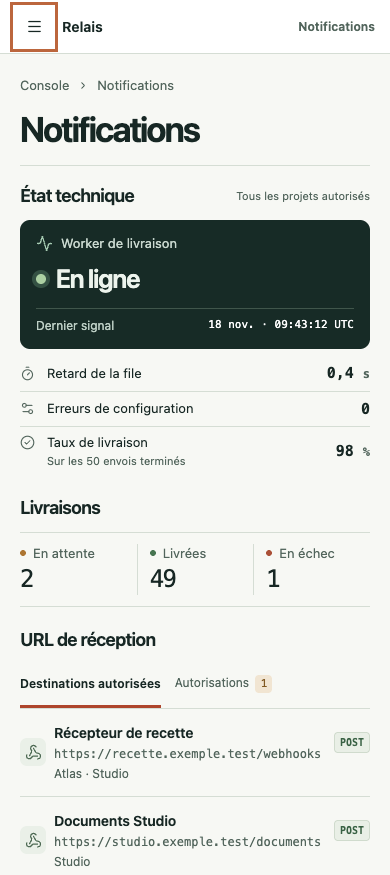 Relais
Notifications
Console > Notifications
Notifications
État technique
Tous les projets autorisés
Worker de livraison
En ligne
Dernier signal
18 nov. · 09:43:12 UTC
Retard de la file
0,4 s
Erreurs de configuration
0
Taux de livraison
98 %
Sur les 50 envois terminés
Livraisons
En attente
2
Livrées
49
En échec
1
URL de réception
Destinations autorisées
Autorisations 1
Récepteur de recette
POST
https://recette.exemple.test/webhooks
Atlas · Studio
Documents Studio
POST
https://studio.exemple.test/documents
Studio